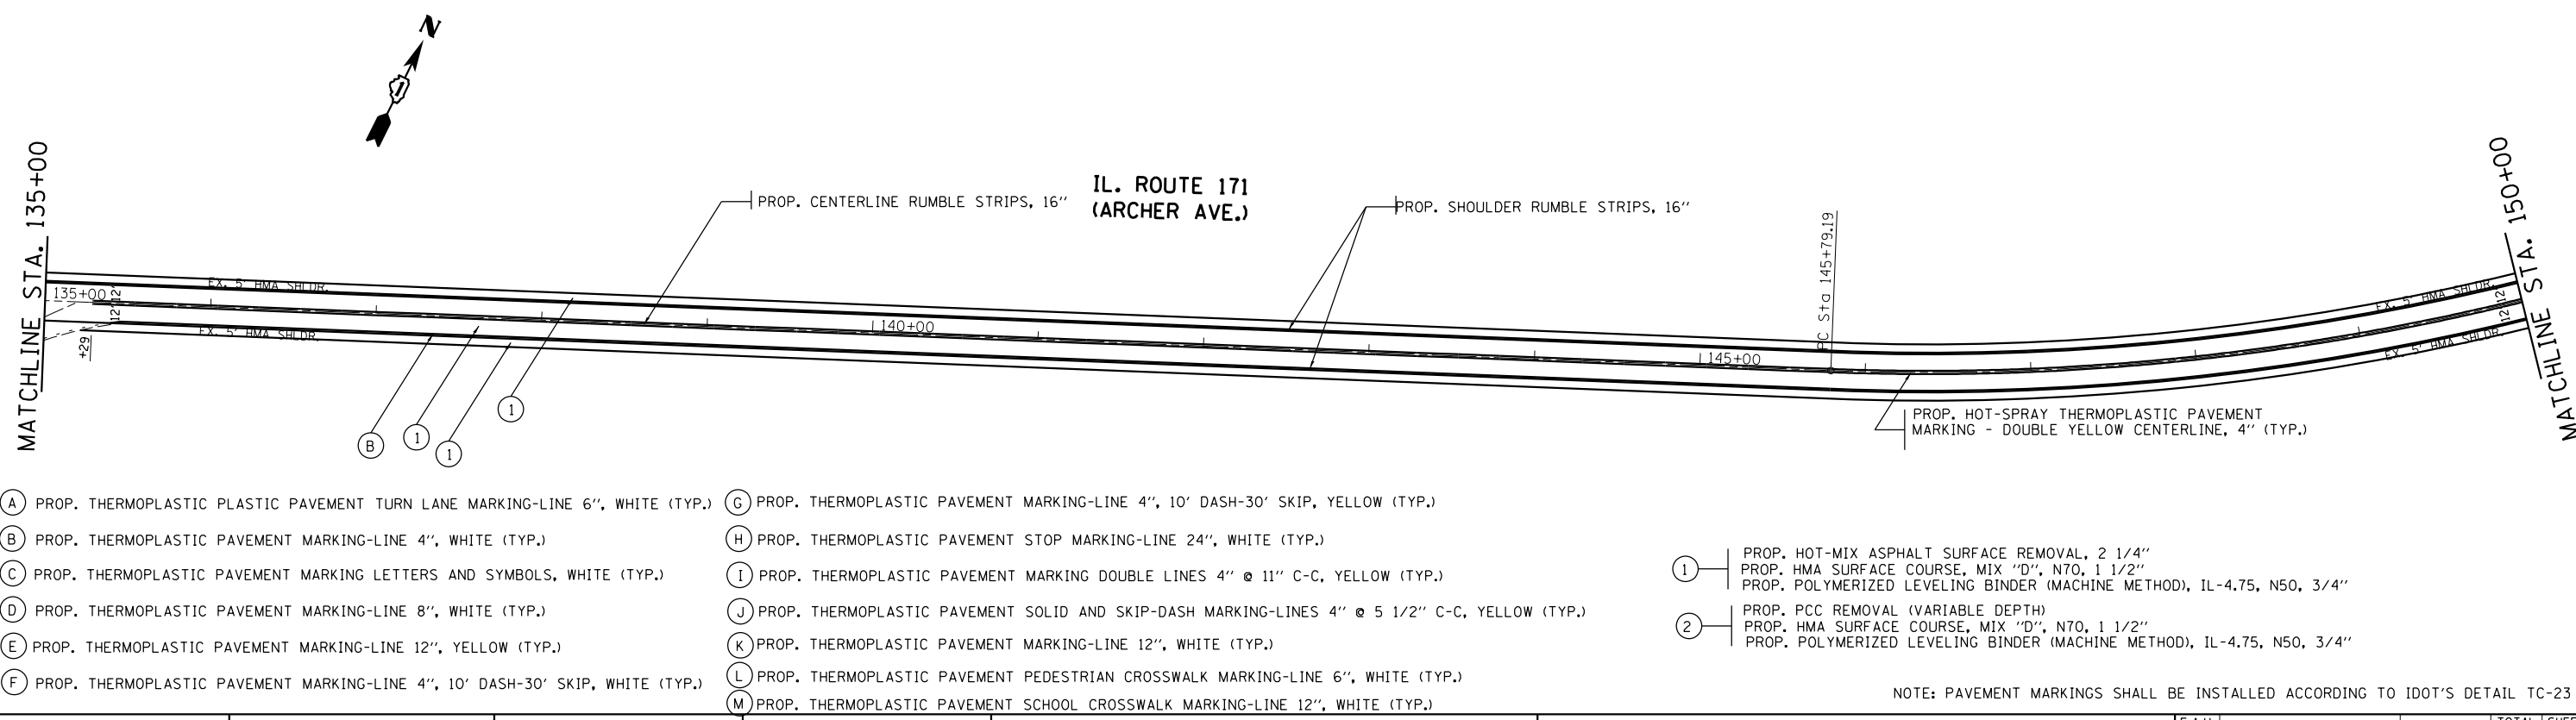 N
1
MATCHLINE STA. 135+00
MATCHLINE STA. 150+00
IL. ROUTE 171
(ARCHER AVE.)
PROP. CENTERLINE RUMBLE STRIPS, 16"
PROP. SHOULDER RUMBLE STRIPS, 16"
PC Sta 145+79.19
135+00
12'
12'
EX. 5' HMA SHLDR.
EX. 5' HMA SHLDR.
+29
140+00
145+00
EX. 5' HMA SHLDR.
12'
12'
EX. 5' HMA SHLDR.
B
1
1
1
PROP. HOT-SPRAY THERMOPLASTIC PAVEMENT
MARKING - DOUBLE YELLOW CENTERLINE, 4" (TYP.)
A PROP. THERMOPLASTIC PLASTIC PAVEMENT TURN LANE MARKING-LINE 6", WHITE (TYP.)
B PROP. THERMOPLASTIC PAVEMENT MARKING-LINE 4", WHITE (TYP.)
C PROP. THERMOPLASTIC PAVEMENT MARKING LETTERS AND SYMBOLS, WHITE (TYP.)
D PROP. THERMOPLASTIC PAVEMENT MARKING-LINE 8", WHITE (TYP.)
E PROP. THERMOPLASTIC PAVEMENT MARKING-LINE 12", YELLOW (TYP.)
F PROP. THERMOPLASTIC PAVEMENT MARKING-LINE 4", 10' DASH-30' SKIP, WHITE (TYP.)
G PROP. THERMOPLASTIC PAVEMENT MARKING-LINE 4", 10' DASH-30' SKIP, YELLOW (TYP.)
H PROP. THERMOPLASTIC PAVEMENT STOP MARKING-LINE 24", WHITE (TYP.)
I PROP. THERMOPLASTIC PAVEMENT MARKING DOUBLE LINES 4" @ 11" C-C, YELLOW (TYP.)
J PROP. THERMOPLASTIC PAVEMENT SOLID AND SKIP-DASH MARKING-LINES 4" @ 5 1/2" C-C, YELLOW (TYP.)
K PROP. THERMOPLASTIC PAVEMENT MARKING-LINE 12", WHITE (TYP.)
L PROP. THERMOPLASTIC PAVEMENT PEDESTRIAN CROSSWALK MARKING-LINE 6", WHITE (TYP.)
M PROP. THERMOPLASTIC PAVEMENT SCHOOL CROSSWALK MARKING-LINE 12", WHITE (TYP.)
1 PROP. HOT-MIX ASPHALT SURFACE REMOVAL, 2 1/4"
PROP. HMA SURFACE COURSE, MIX "D", N70, 1 1/2"
PROP. POLYMERIZED LEVELING BINDER (MACHINE METHOD), IL-4.75, N50, 3/4"
2 PROP. PCC REMOVAL (VARIABLE DEPTH)
PROP. HMA SURFACE COURSE, MIX "D", N70, 1 1/2"
PROP. POLYMERIZED LEVELING BINDER (MACHINE METHOD), IL-4.75, N50, 3/4"
NOTE: PAVEMENT MARKINGS SHALL BE INSTALLED ACCORDING TO IDOT'S DETAIL TC-23